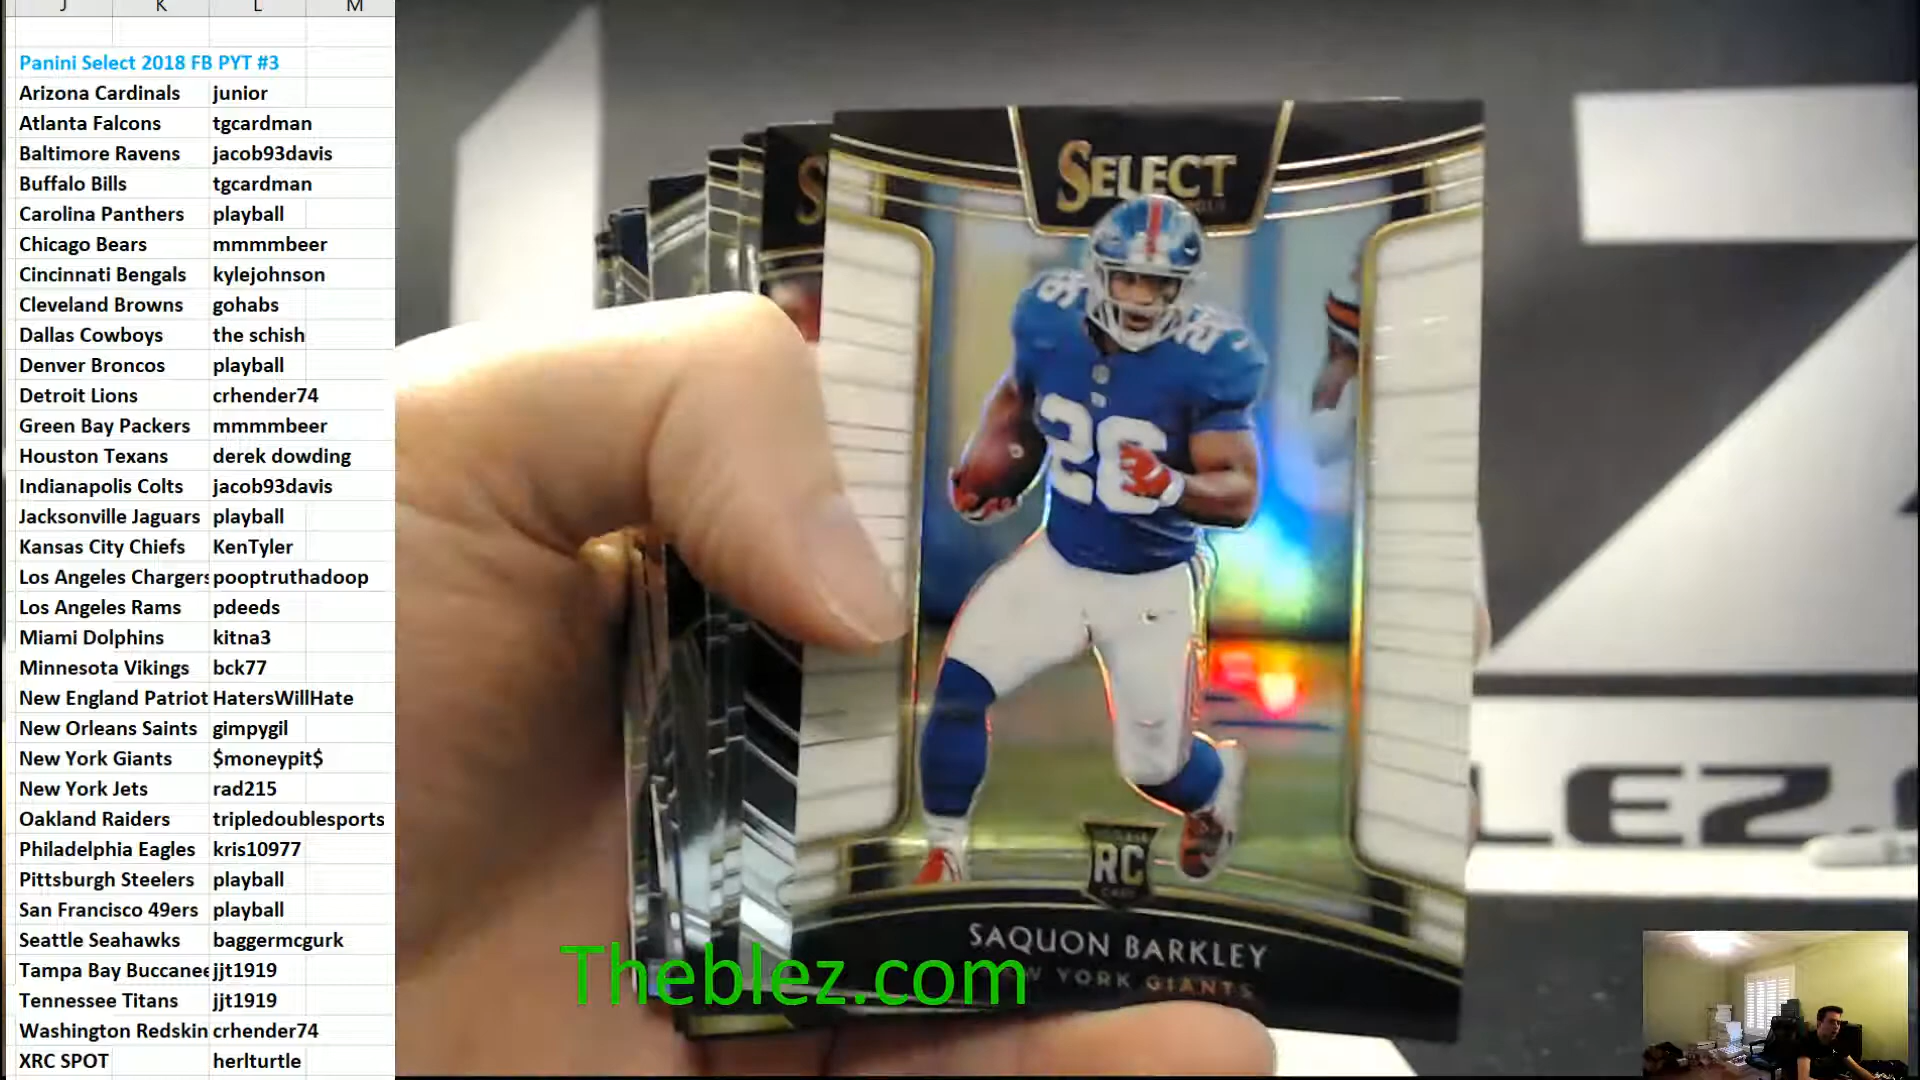 J K L M
Panini Select 2018 FB PYT #3
Arizona Cardinals junior
Atlanta Falcons tgcardman
Baltimore Ravens jacob93davis
Buffalo Bills tgcardman
Carolina Panthers playball
Chicago Bears mmmmbeer
Cincinnati Bengals kylejohnson
Cleveland Browns gohabs
Dallas Cowboys the schish
Denver Broncos playball
Detroit Lions crhender74
Green Bay Packers mmmmbeer
Houston Texans derek dowding
Indianapolis Colts jacob93davis
Jacksonville Jaguars playball
Kansas City Chiefs KenTyler
Los Angeles Chargers pooptruthadoop
Los Angeles Rams pdeeds
Miami Dolphins kitna3
Minnesota Vikings bck77
New England Patriot HatersWillHate
New Orleans Saints gimpygil
New York Giants $moneypit$
New York Jets rad215
Oakland Raiders tripledoublesports
Philadelphia Eagles kris10977
Pittsburgh Steelers playball
San Francisco 49ers playball
Seattle Seahawks baggermcgurk
Tampa Bay Buccanee jjt1919
Tennessee Titans jjt1919
Washington Redskin crhender74
XRC SPOT herlturtle
SELECT
26
RC
SAQUON BARKLEY
W YORK GIANTS
Theblez.com
LEZ.